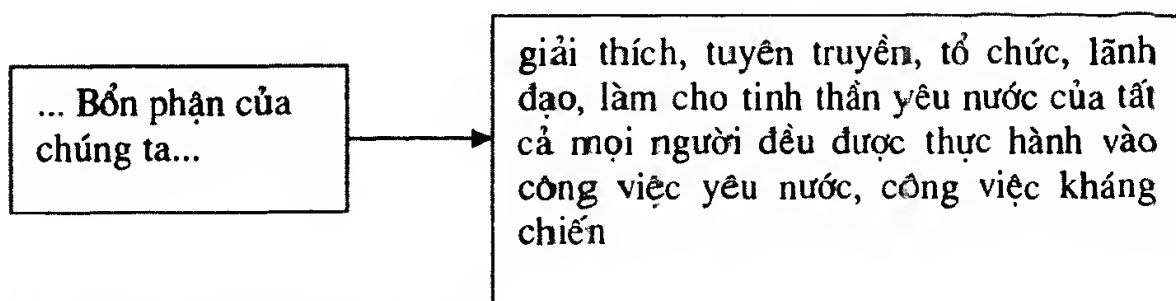 ... Bổn phận của
chúng ta...
giải thích, tuyên truyền, tổ chức, lãnh
đạo, làm cho tinh thần yêu nước của tất
cả mọi người đều được thực hành vào
công việc yêu nước, công việc kháng
chiến